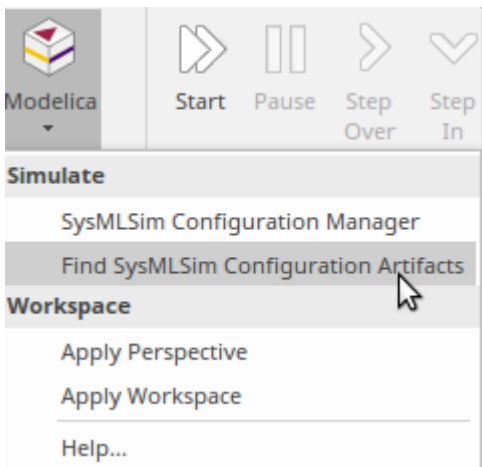 Modelica
Start
Pause
Step
Over
Step
In
Simulate
SysMLSim Configuration Manager
Find SysMLSim Configuration Artifacts
Workspace
Apply Perspective
Apply Workspace
Help...